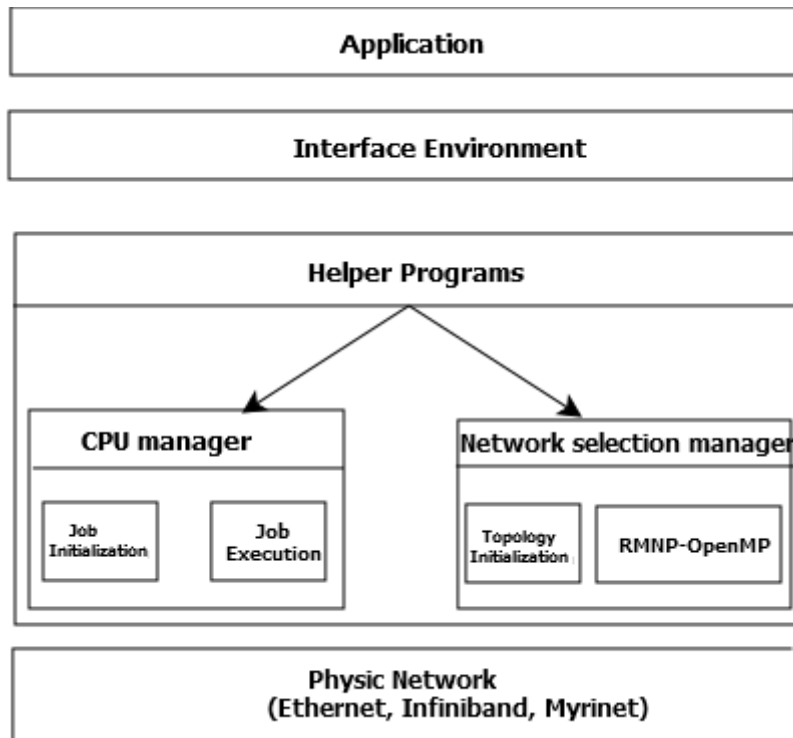 Application
Interface Environment
Helper Programs
CPU manager
Job
Initialization
Job
Execution
Network selection manager
Topology
Initialization
RMNP-OpenMP
Physic Network
(Ethernet, Infiniband, Myrinet)